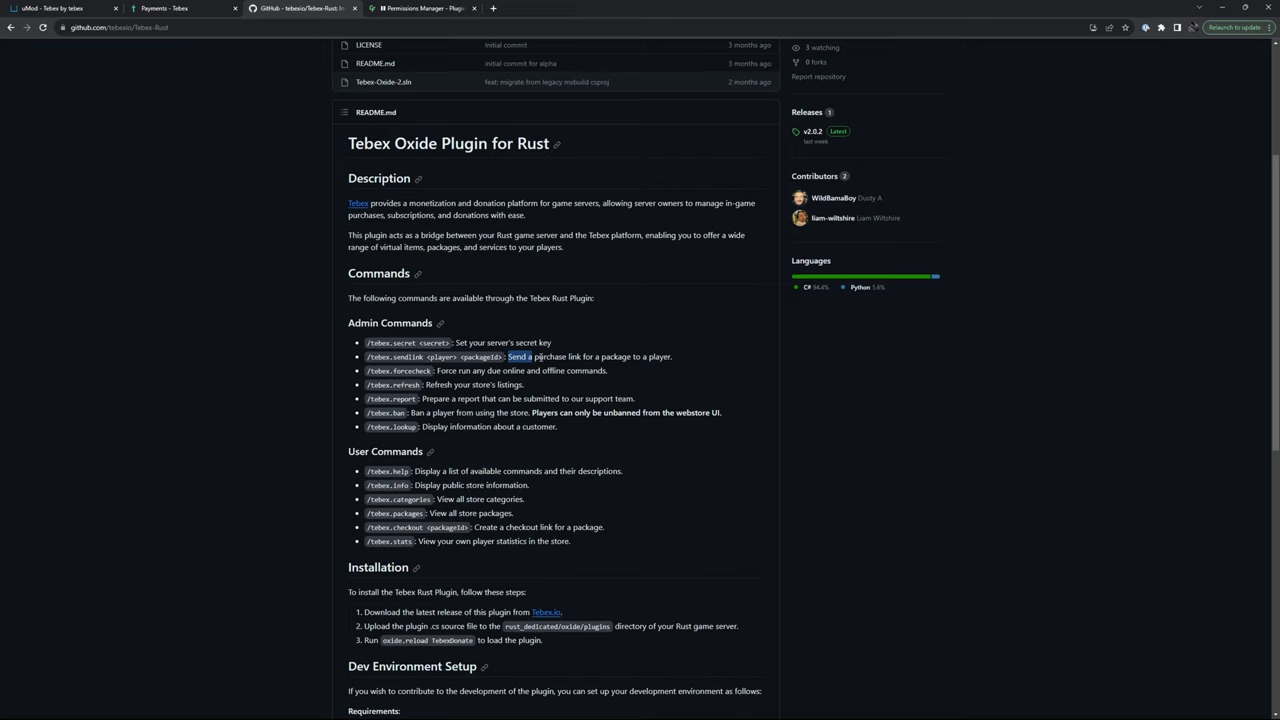 uMod - Tebex by tebex
Payments - Tebex
GitHub - tebexio/Tebex-Rust: In
Permissions Manager - Plugin
Relaunch to update
github.com/tebexio/Tebex-Rust
LICENSE
Initial commit
3 months ago
README.md
initial commit for alpha
3 months ago
Tebex-Oxide-2.sln
feat: migrate from legacy msbuild csproj
2 months ago
3 watching
0 forks
Report repository
README.md
Tebex Oxide Plugin for Rust
Description
Tebex provides a monetization and donation platform for game servers, allowing server owners to manage in-game
purchases, subscriptions, and donations with ease.
This plugin acts as a bridge between your Rust game server and the Tebex platform, enabling you to offer a wide
range of virtual items, packages, and services to your players.
Commands
The following commands are available through the Tebex Rust Plugin:
Admin Commands
/tebex.secret <secret>: Set your server's secret key
/tebex.sendlink <player> <packageId>: Send a purchase link for a package to a player.
/tebex.forcecheck: Force run any due online and offline commands.
/tebex.refresh: Refresh your store's listings.
/tebex.report: Prepare a report that can be submitted to our support team.
/tebex.ban: Ban a player from using the store. Players can only be unbanned from the webstore UI.
/tebex.lookup: Display information about a customer.
User Commands
/tebex.help: Display a list of available commands and their descriptions.
/tebex.info: Display public store information.
/tebex.categories: View all store categories.
/tebex.packages: View all store packages.
/tebex.checkout <packageId>: Create a checkout link for a package.
/tebex.stats: View your own player statistics in the store.
Installation
To install the Tebex Rust Plugin, follow these steps:
1. Download the latest release of this plugin from Tebex.io.
2. Upload the plugin .cs source file to the rust_dedicated/oxide/plugins directory of your Rust game server.
3. Run oxide.reload TebexDonate to load the plugin.
Dev Environment Setup
If you wish to contribute to the development of the plugin, you can set up your development environment as follows:
Requirements:
Releases 1
v2.0.2 Latest
last week
Contributors 2
WildBamaBoy Dusty A
liam-wiltshire Liam Wiltshire
Languages
C# 94.4% Python 5.6%